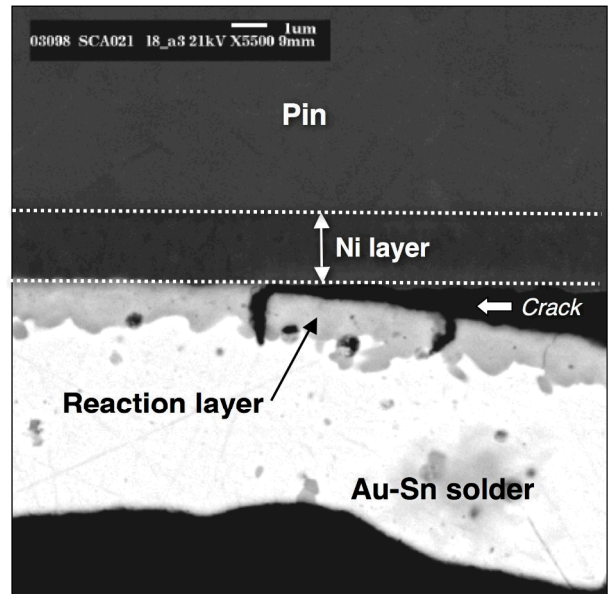 1um
03098 SCA021 18_a3 21kV X5500 9mm
Pin
Ni layer
Crack
Reaction layer
Au-Sn solder